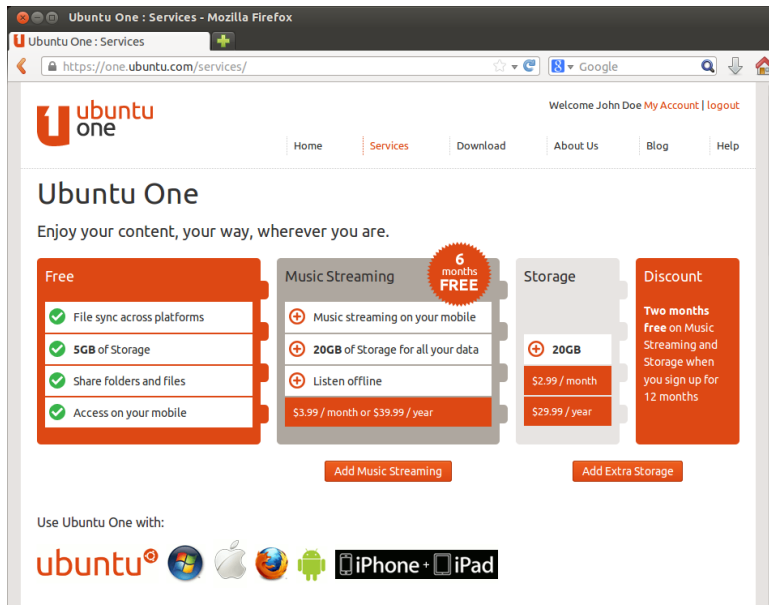 Ubuntu One : Services - Mozilla Firefox
Ubuntu One : Services
https://one.ubuntu.com/services/
Google
ubuntu
one
Welcome John Doe My Account | logout
Home Services Download About Us Blog Help
Ubuntu One
Enjoy your content, your way, wherever you are.
Free
File sync across platforms
5GB of Storage
Share folders and files
Access on your mobile
Music Streaming
6
months
FREE
Music streaming on your mobile
20GB of Storage for all your data
Listen offline
$3.99 / month or $39.99 / year
Storage
20GB
$2.99 / month
$29.99 / year
Discount
Two months
free on Music
Streaming and
Storage when
you sign up for
12 months
Add Music Streaming
Add Extra Storage
Use Ubuntu One with:
ubuntu
iPhone + iPad